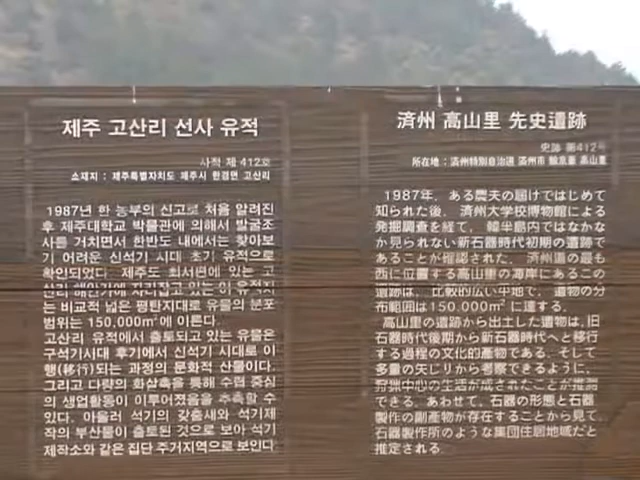 제주 고산리 선사 유적
사적 제 412호
소재지 : 제주특별자치도 제주시 한경면 고산리
1987년 한 농부의 신고로 처음 알려진
후 제주대학교 박물관에 의해서 발굴조
사를 거치면서 한반도 내에서는 찾아보
기 어려운 신석기 시대 초기 유적으로
확인되었다. 제주도 최서편에 있는 고
산리 해안가에 자리잡고 있는 이 유적지
는 비교적 넓은 평탄지대로 유물의 분포
범위는 150,000㎡에 이른다.
고산리 유적에서 출토되고 있는 유물은
구석기시대 후기에서 신석기 시대로 이
행(移行)되는 과정의 문화적 산물이다.
그리고 다량의 화살촉을 통해 수렵 중심
의 생업활동이 이루어졌음을 추측할 수
있다. 아울러 석기의 갖춤새와 석기제
작의 부산물이 출토된 것으로 보아 석기
제작소와 같은 집단 주거지역으로 보인다
済州 高山里 先史遺跡
史跡 第412号
所在地 : 済州特別自治道 済州市 翰京面 高山里
1987年, ある農夫の届けではじめて
知られた後, 済州大学校博物館による
発掘調査を経て, 韓半島内ではなかな
か見られない新石器時代初期の遺跡で
あることが確認された. 済州道の最も
西に位置する高山里の海岸にあるこの
遺跡は, 比較的広い平地で, 遺物の分
布範囲は150,000㎡ に達する.
高山里の遺跡から出土した遺物は, 旧
石器時代後期から新石器時代へと移行
する過程の文化的産物である. そして
多量の矢じりから考察できるように,
狩猟中心の生活が成されたことが推測
できる. あわせて, 石器の形態と石器
製作の副産物が存在することから見て,
石器製作所のような集団住居地域だと
推定される.